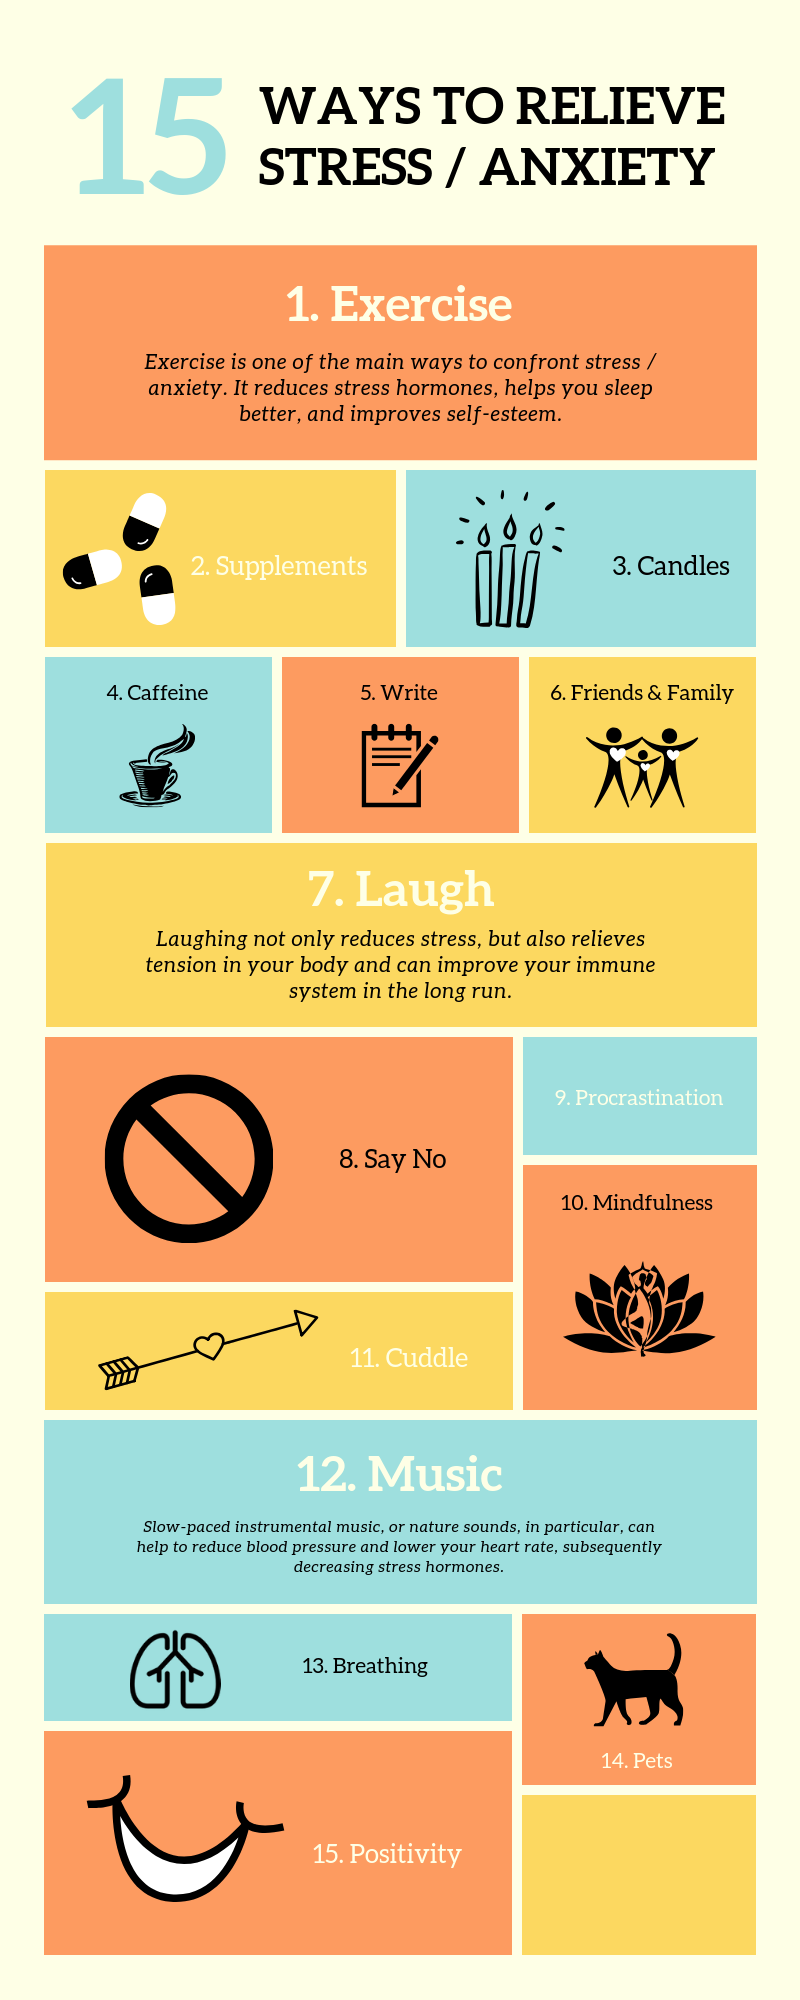 15
WAYS TO RELIEVE
STRESS / ANXIETY
1. Exercise
Exercise is one of the main ways to confront stress /
anxiety. It reduces stress hormones, helps you sleep
better, and improves self-esteem.
2. Supplements
3. Candles
4. Caffeine
5. Write
6. Friends & Family
7. Laugh
Laughing not only reduces stress, but also relieves
tension in your body and can improve your immune
system in the long run.
8. Say No
9. Procrastination
10. Mindfulness
11. Cuddle
12. Music
Slow-paced instrumental music, or nature sounds, in particular, can
help to reduce blood pressure and lower your heart rate, subsequently
decreasing stress hormones.
13. Breathing
14. Pets
15. Positivity